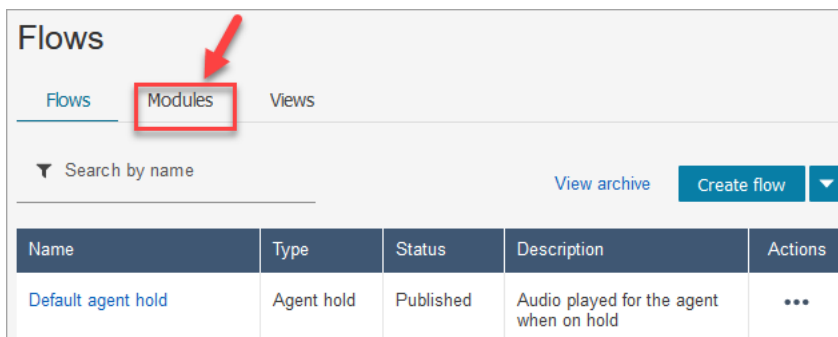 Flows
Flows Modules Views
Search by name
View archive Create flow
Name Type Status Description Actions
Default agent hold Agent hold Published Audio played for the agent
when on hold